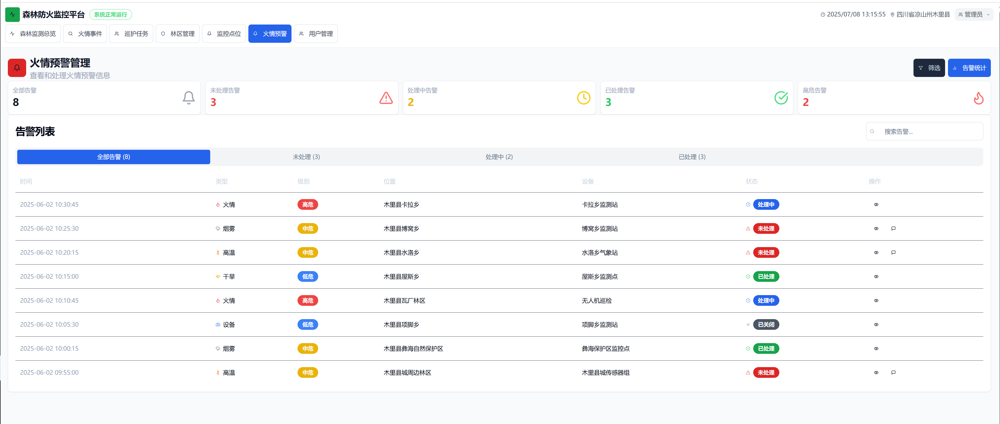 森林防火监控平台 系统正常运行 2025/07/08 13:15:55 四川省凉山州木里县 管理员
森林监测总览 火情事件 巡护任务 林区管理 监控点位 火情预警 用户管理
火情预警管理
查看和处理火情预警信息
筛选 告警统计
全部告警 未处理告警 处理中告警 已处理告警 高危告警
8 3 2 3 2
告警列表
搜索告警...
全部告警 (8) 未处理 (3) 处理中 (2) 已处理 (3)
时间 类型 级别 位置 设备 状态 操作
2025-06-02 10:30:45 火情 高危 木里县卡拉乡 卡拉乡监测站 处理中
2025-06-02 10:25:30 烟雾 中危 木里县博窝乡 博窝乡监测站 未处理
2025-06-02 10:20:15 高温 中危 木里县水洛乡 水洛乡气象站 未处理
2025-06-02 10:15:00 干旱 低危 木里县屋斯乡 屋斯乡监测点 已处理
2025-06-02 10:10:45 火情 高危 木里县瓦厂林区 无人机巡检 处理中
2025-06-02 10:05:30 设备 低危 木里县项脚乡 项脚乡监测站 已关闭
2025-06-02 10:00:15 烟雾 中危 木里县彝海自然保护区 彝海保护区监控点 已处理
2025-06-02 09:55:00 高温 中危 木里县城周边林区 木里县城传感器组 未处理